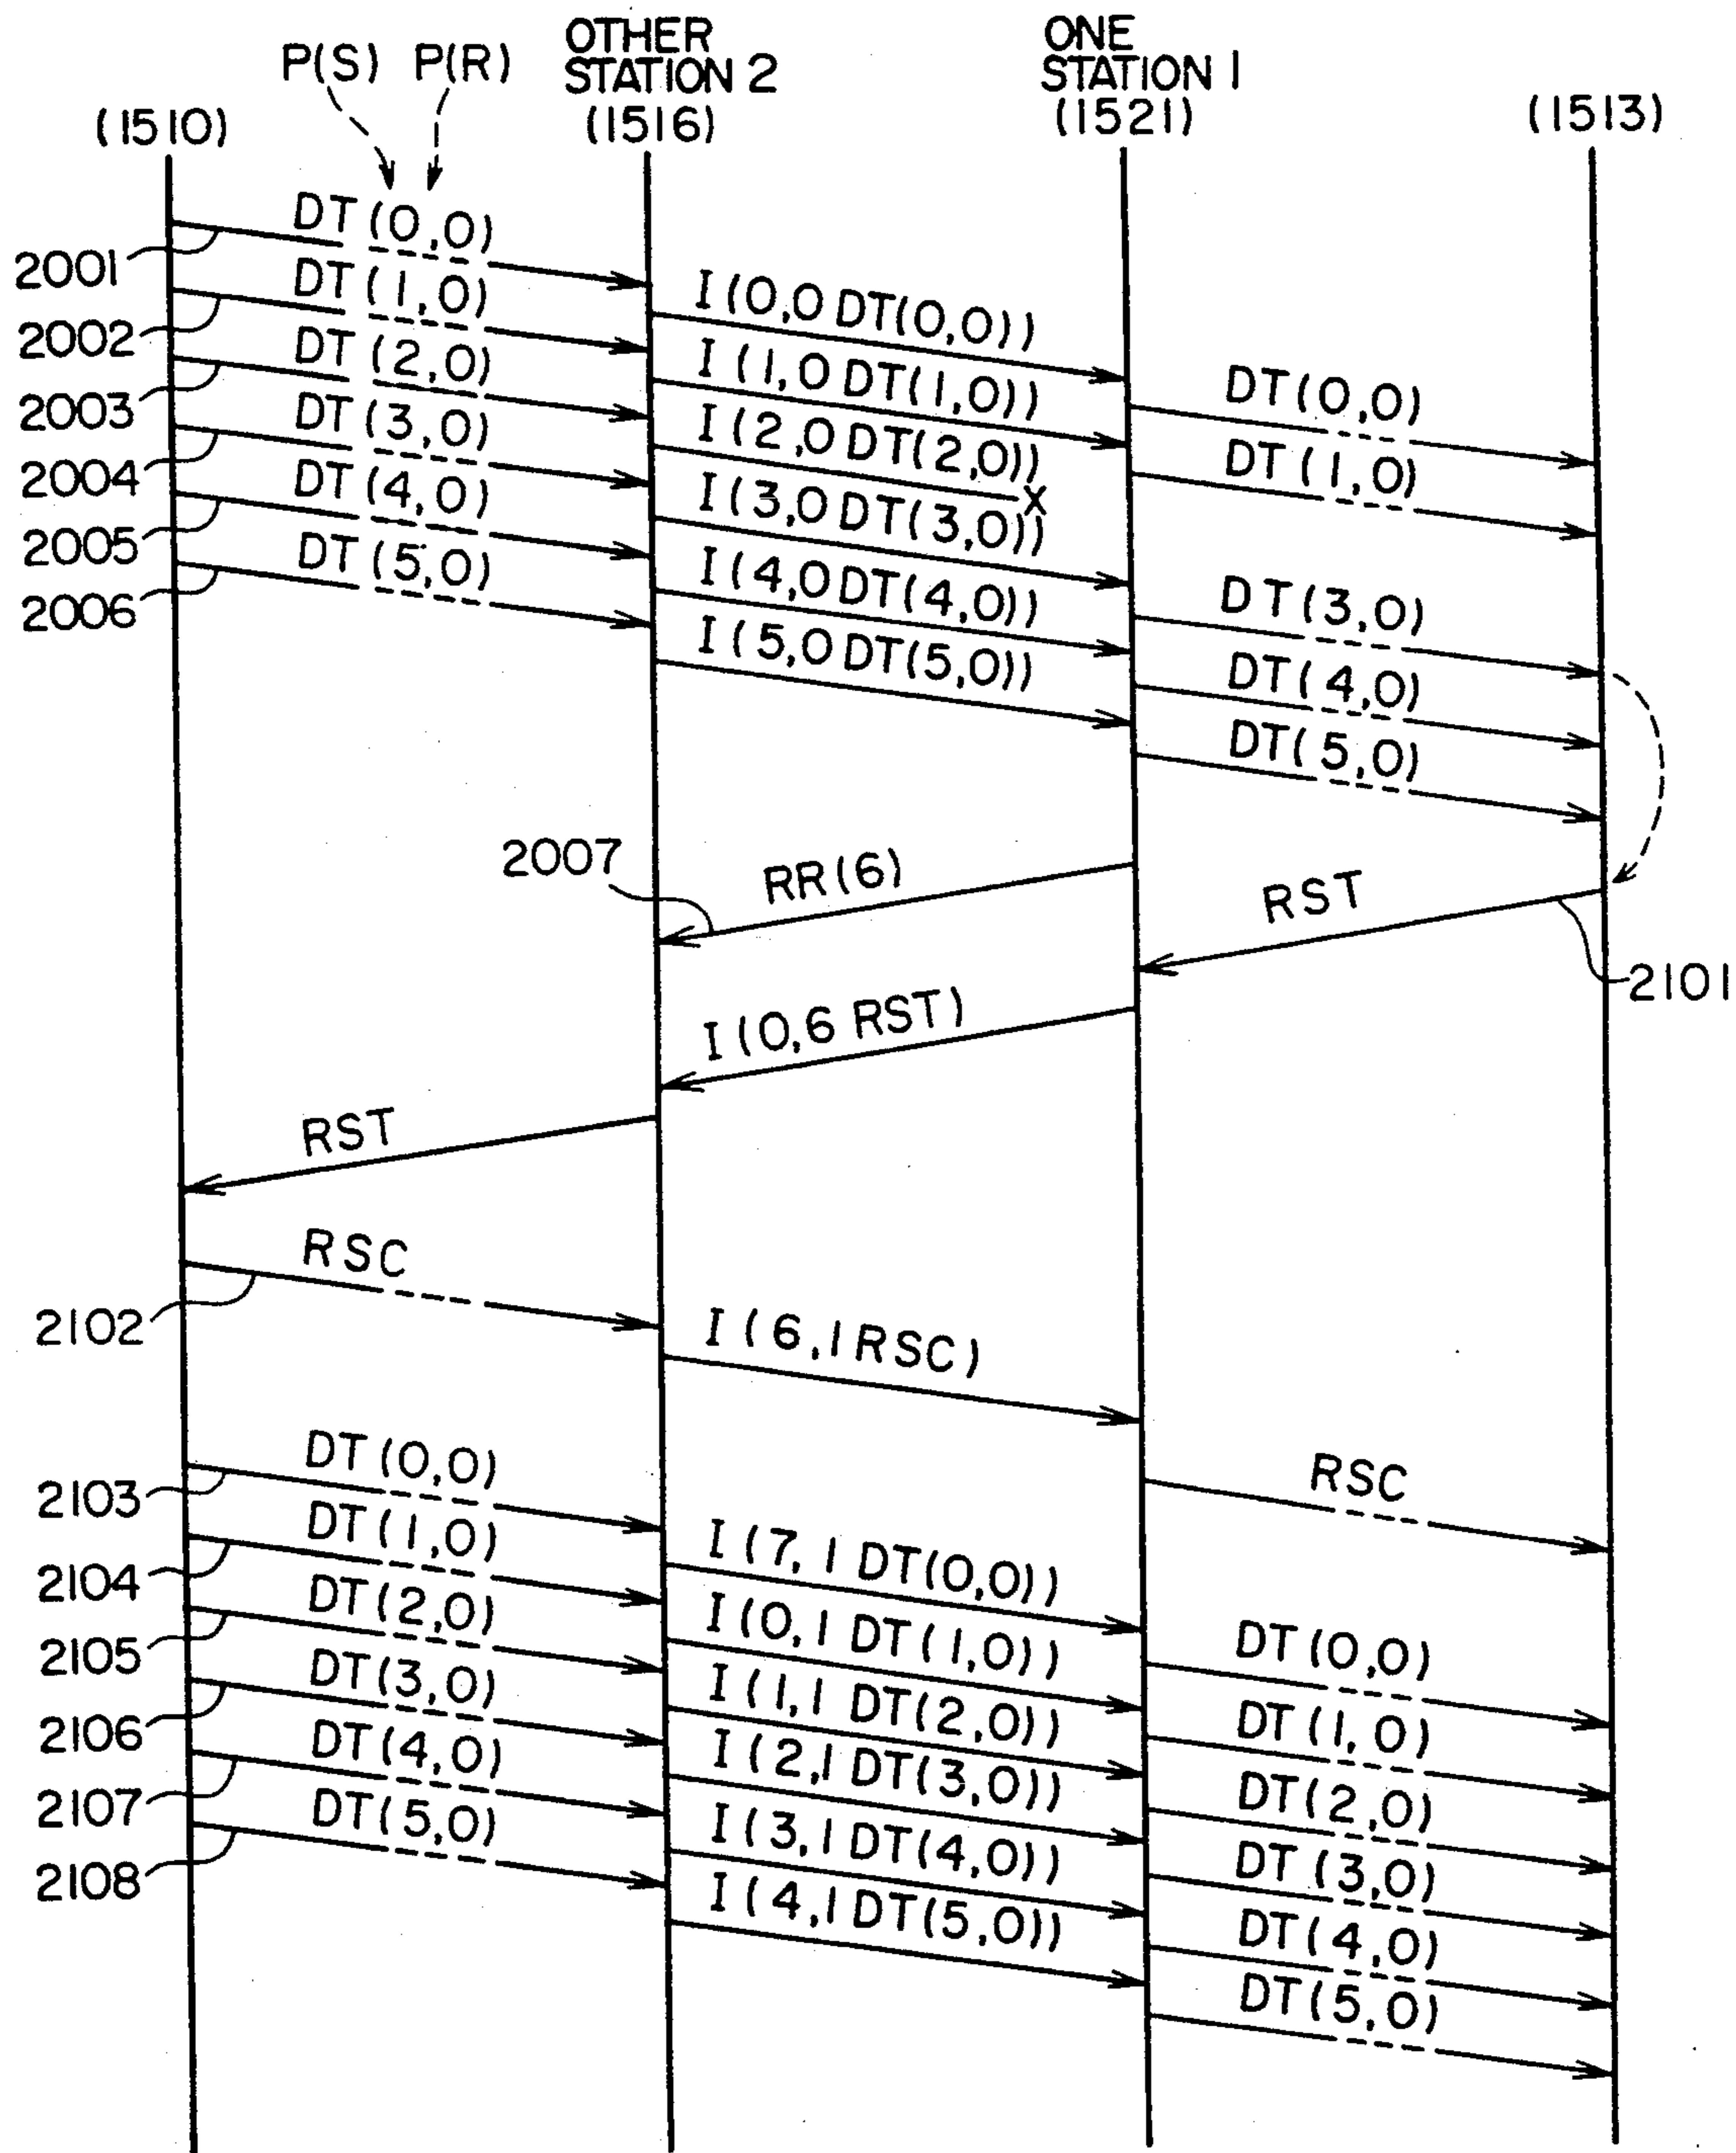 P(S) P(R)
OTHER
STATION 2
(1516)
ONE
STATION 1
(1521)
(1510)
(1513)
DT(0,0)
2001
DT(1,0)
I(0,0 DT(0,0))
2002
DT(2,0)
I(1,0 DT(1,0))
DT(0,0)
2003
DT(3,0)
I(2,0 DT(2,0))
X
DT(1,0)
2004
DT(4,0)
I(3,0 DT(3,0))
2005
DT(5,0)
I(4,0 DT(4,0))
DT(3,0)
2006
I(5,0 DT(5,0))
DT(4,0)
DT(5,0)
2007
RR(6)
RST
2101
I(0,6 RST)
RST
RSC
2102
I(6,1 RSC)
DT(0,0)
RSC
2103
DT(1,0)
I(7,1 DT(0,0))
2104
DT(2,0)
I(0,1 DT(1,0))
DT(0,0)
2105
DT(3,0)
I(1,1 DT(2,0))
DT(1,0)
2106
DT(4,0)
I(2,1 DT(3,0))
DT(2,0)
2107
DT(5,0)
I(3,1 DT(4,0))
DT(3,0)
2108
I(4,1 DT(5,0))
DT(4,0)
DT(5,0)